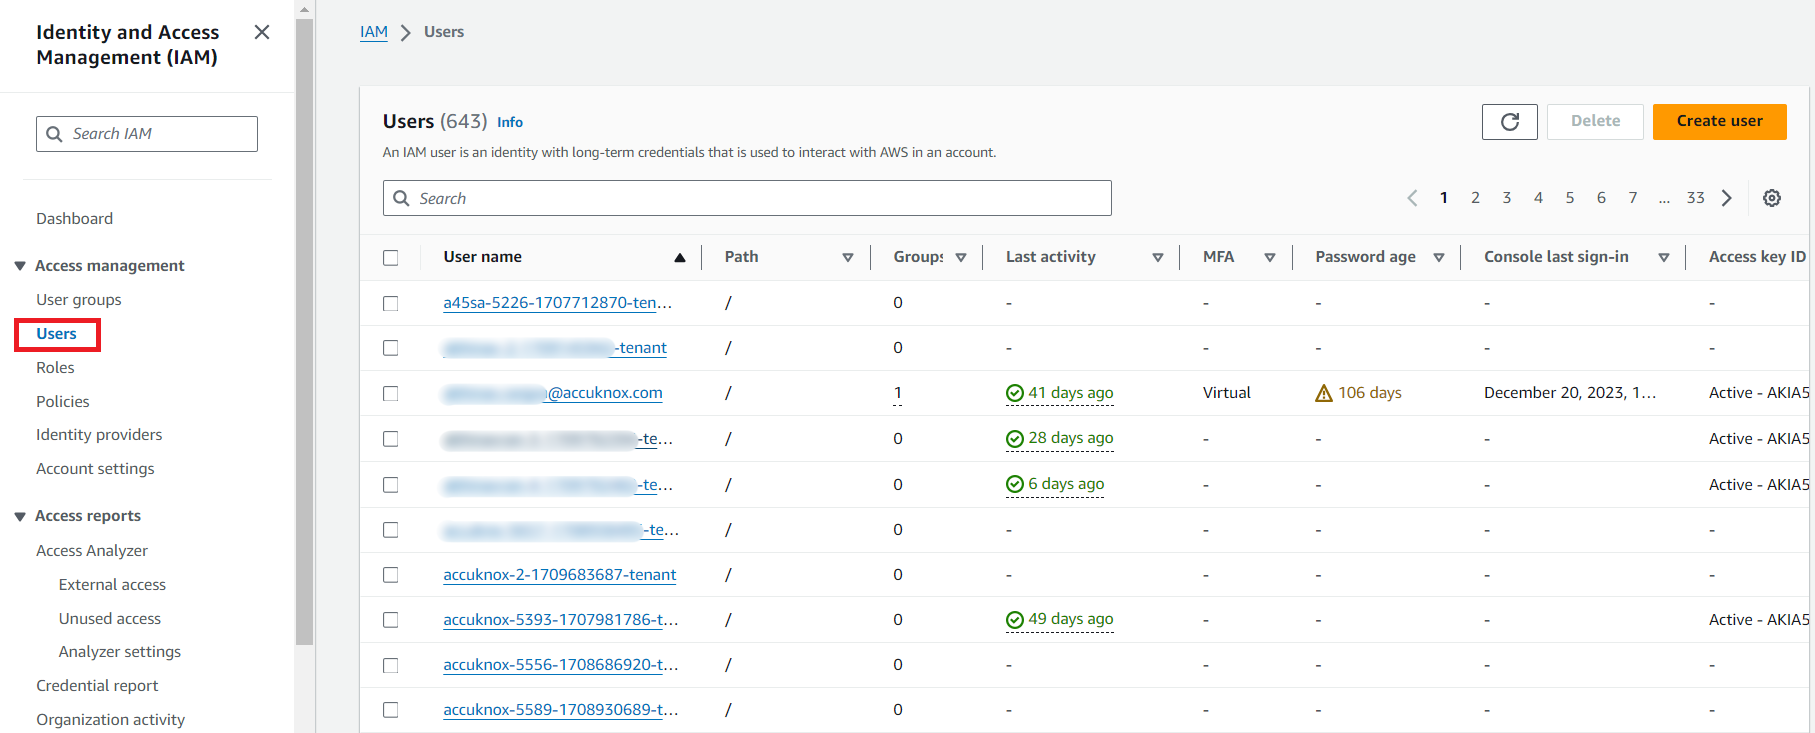 Identity and Access
Management (IAM)
Search IAM
Dashboard
Access management
User groups
Users
Roles
Policies
Identity providers
Account settings
Access reports
Access Analyzer
External access
Unused access
Analyzer settings
Credential report
Organization activity
IAM > Users
Users (643) Info
Delete
Create user
An IAM user is an identity with long-term credentials that is used to interact with AWS in an account.
Search
1 2 3 4 5 6 7 ... 33
User name Path Groups Last activity MFA Password age Console last sign-in Access key ID
a45sa-5226-1707712870-ten... / 0 - - - - -
-tenant / 0 - - - - -
@accuknox.com / 1 41 days ago Virtual 106 days December 20, 2023, 1... Active - AKIA5
-te... / 0 28 days ago - - - Active - AKIA5
-te... / 0 6 days ago - - - Active - AKIA5
-te... / 0 - - - - -
accuknox-2-1709683687-tenant / 0 - - - - -
accuknox-5393-1707981786-t... / 0 49 days ago - - - Active - AKIA5
accuknox-5556-1708686920-t... / 0 - - - - -
accuknox-5589-1708930689-t... / 0 - - - - -